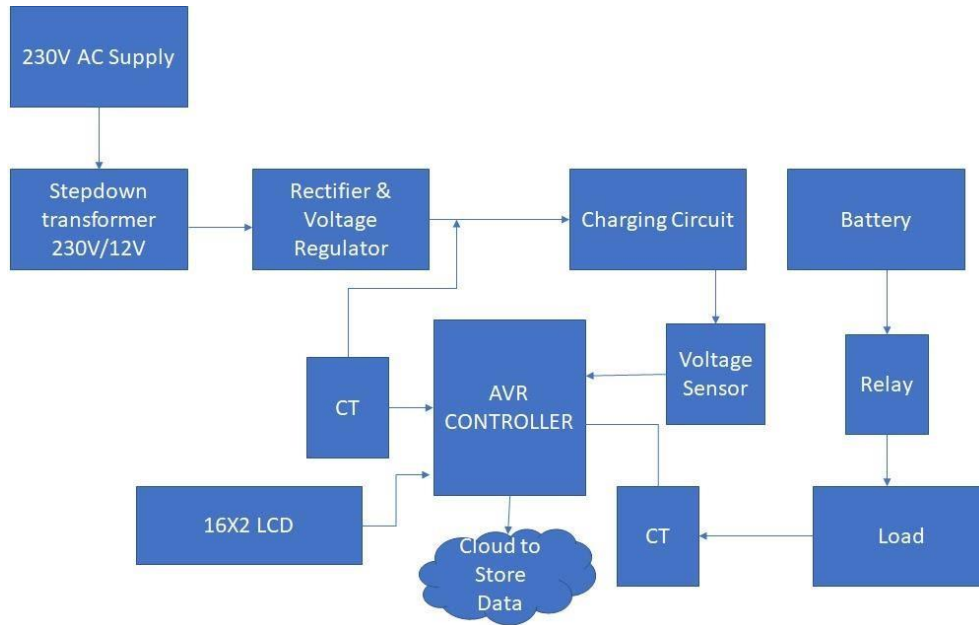 230V AC Supply
Stepdown
transformer
230V/12V
Rectifier &
Voltage
Regulator
Charging Circuit
Battery
CT
AVR
CONTROLLER
Voltage
Sensor
Relay
16X2 LCD
Cloud to
Store
Data
CT
Load